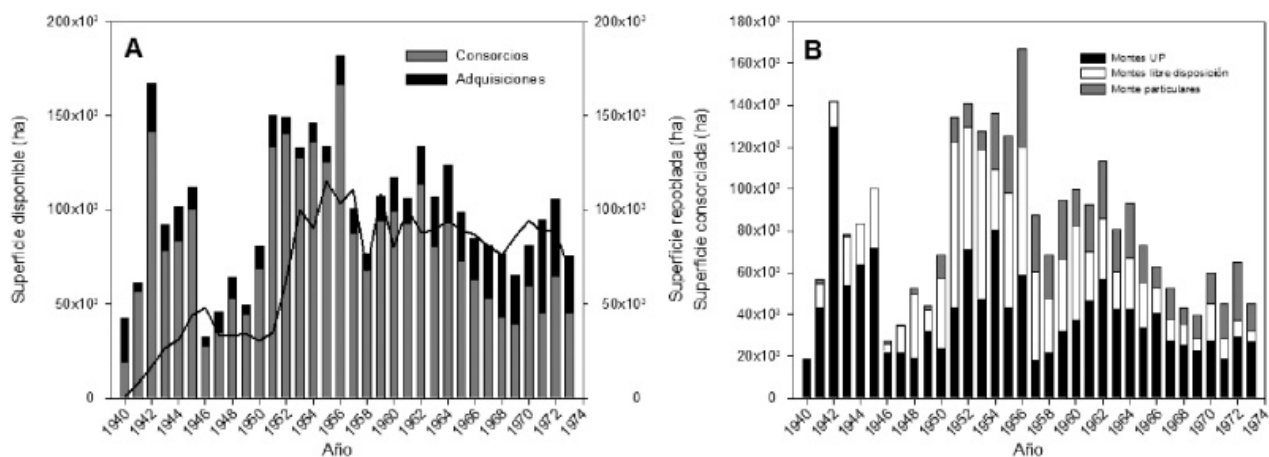 A
Consorcios
Adquisiciones
Superficie disponible (ha)
200x10³
150x10³
100x10³
50x10³
0
200x10³
150x10³
100x10³
50x10³
0
Superficie repoblada (ha)
1940
1942
1944
1946
1948
1950
1952
1954
1956
1958
1960
1962
1964
1966
1968
1970
1972
1974
Año
B
Montes UP
Montes libre disposición
Monte particulares
Superficie consorciada (ha)
180x10³
160x10³
140x10³
120x10³
100x10³
80x10³
60x10³
40x10³
20x10³
0
1940
1942
1944
1946
1948
1950
1952
1954
1956
1958
1960
1962
1964
1966
1968
1970
1972
1974
Año